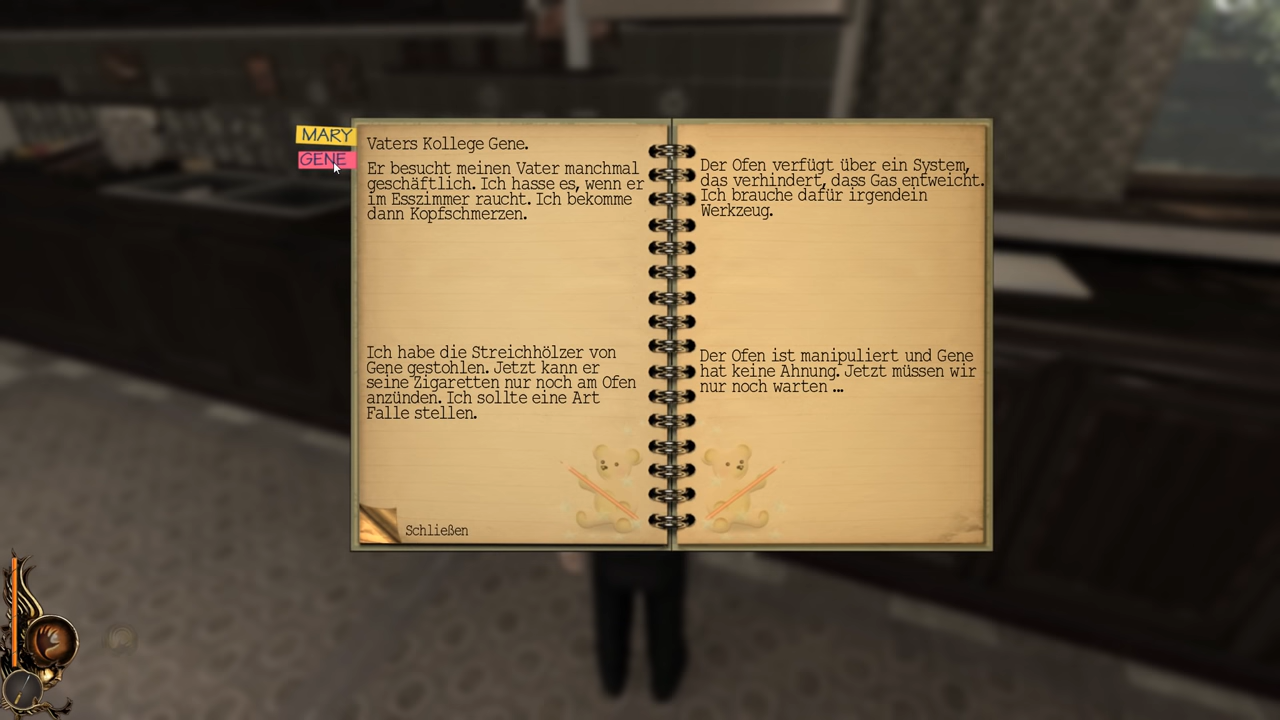 MARY
GENE
Vaters Kollege Gene.
Er besucht meinen Vater manchmal
geschäftlich. Ich hasse es, wenn er
im Esszimmer raucht. Ich bekomme
dann Kopfschmerzen.
Ich habe die Streichhölzer von
Gene gestohlen. Jetzt kann er
seine Zigaretten nur noch am Ofen
anzünden. Ich sollte eine Art
Falle stellen.
Schließen
Der Ofen verfügt über ein System,
das verhindert, dass Gas entweicht.
Ich brauche dafür irgendein
Werkzeug.
Der Ofen ist manipuliert und Gene
hat keine Ahnung. Jetzt müssen wir
nur noch warten …